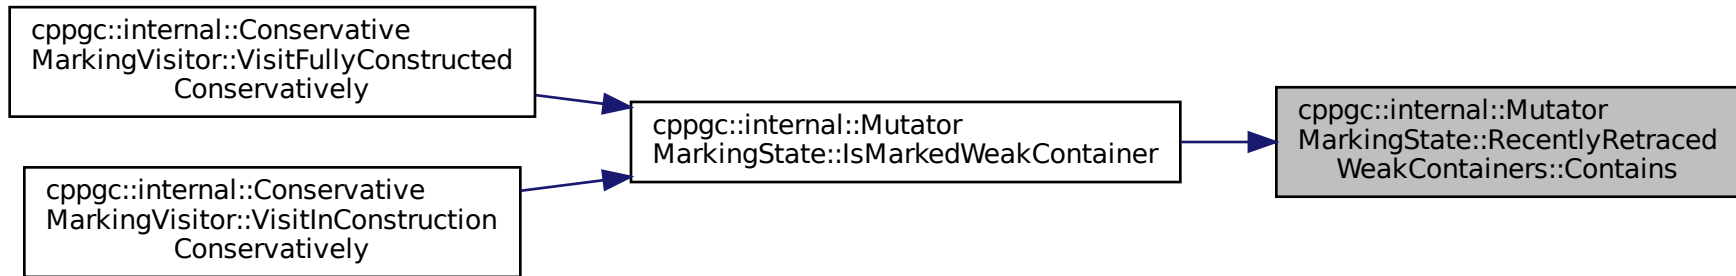 cppgc::internal::Conservative
MarkingVisitor::VisitFullyConstructed
Conservatively
cppgc::internal::Conservative
MarkingVisitor::VisitInConstruction
Conservatively
cppgc::internal::Mutator
MarkingState::IsMarkedWeakContainer
cppgc::internal::Mutator
MarkingState::RecentlyRetraced
WeakContainers::Contains